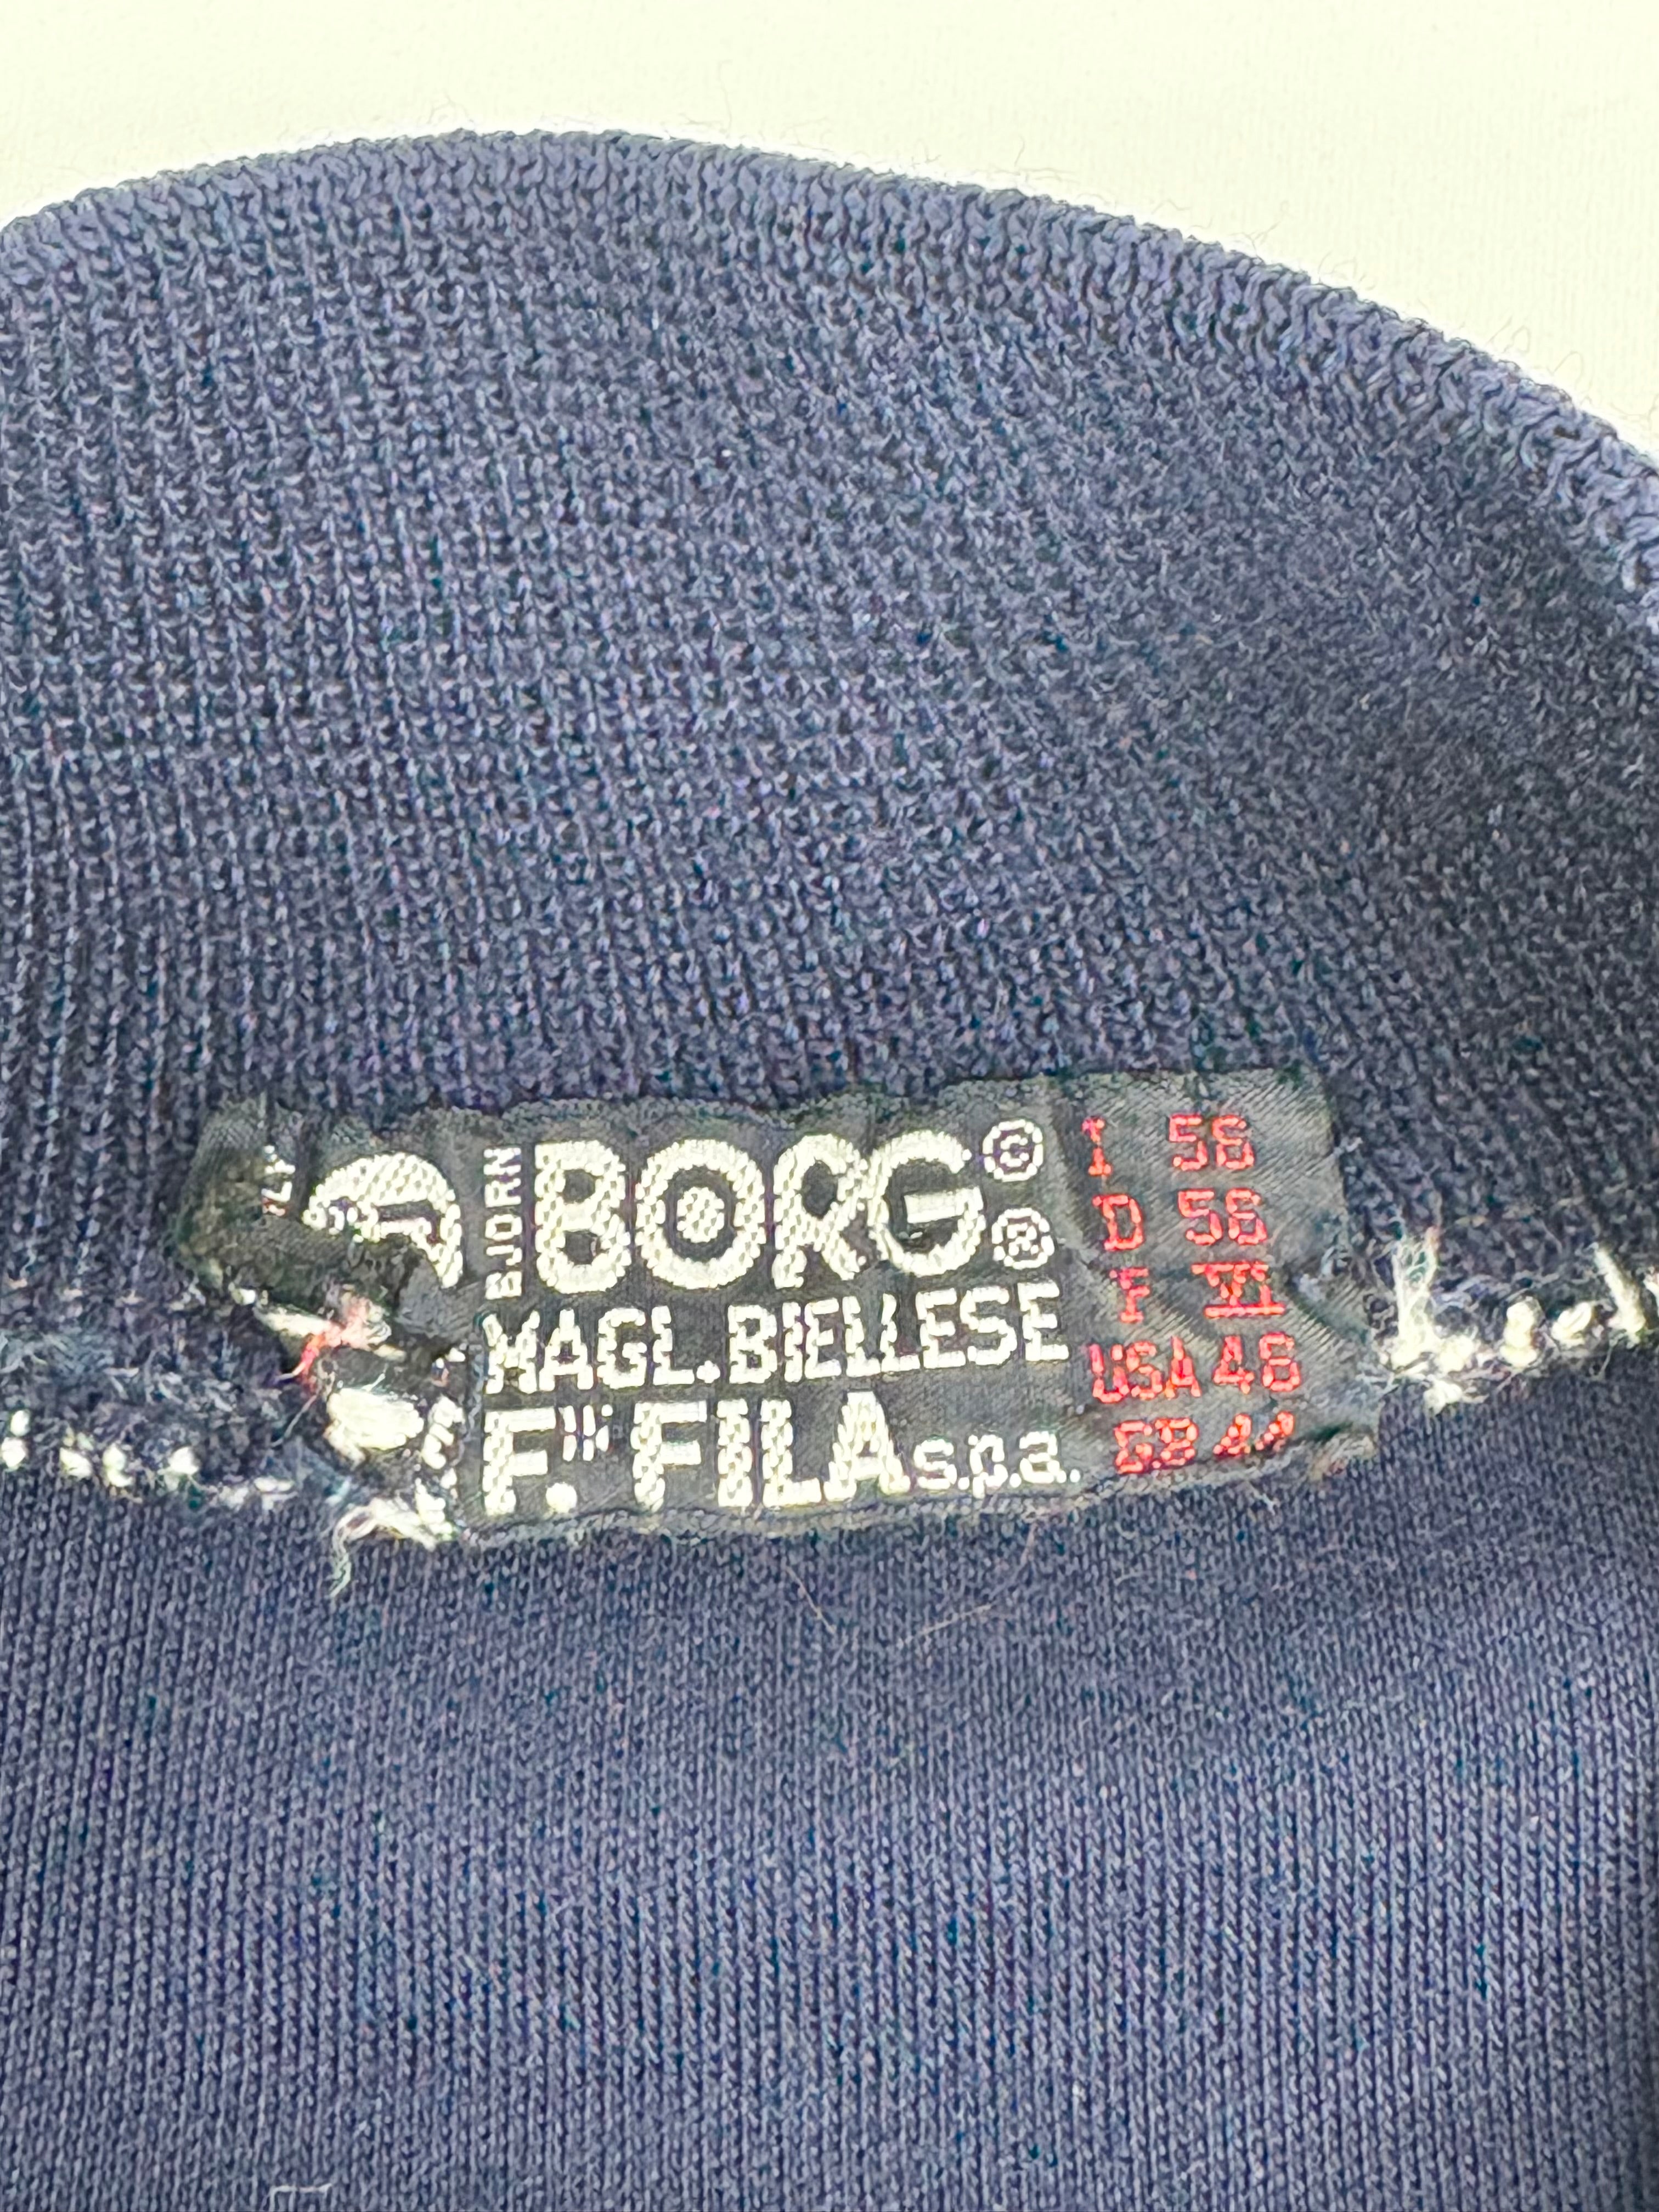 BJORN BORG © ®
MAGL. BIELLESE
F.lli FILA s.p.a.
I 56
D 56
F VI
USA 46
GB 44